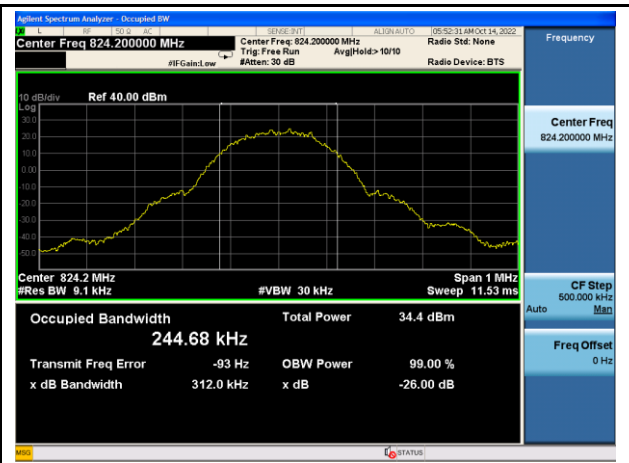 Agilent Spectrum Analyzer - Occupied BW
L RF 50 Ω AC SENSE:INT ALIGN AUTO 05:52:31 AM Oct 14, 2022
Center Freq 824.200000 MHz
Center Freq: 824.200000 MHz
Radio Std: None
Trig: Free Run Avg|Hold:> 10/10
#IFGain:Low #Atten: 30 dB Radio Device: BTS
Frequency
10 dB/div Ref 40.00 dBm
Log
30.0
20.0
10.0
0.00
-10.0
-20.0
-30.0
-40.0
-50.0
Center 824.2 MHz Span 1 MHz
#Res BW 9.1 kHz #VBW 30 kHz Sweep 11.53 ms
Center Freq
824.200000 MHz
CF Step
500.000 kHz
Auto Man
Freq Offset
0 Hz
Occupied Bandwidth Total Power 34.4 dBm
244.68 kHz
Transmit Freq Error -93 Hz OBW Power 99.00 %
x dB Bandwidth 312.0 kHz x dB -26.00 dB
MSG STATUS